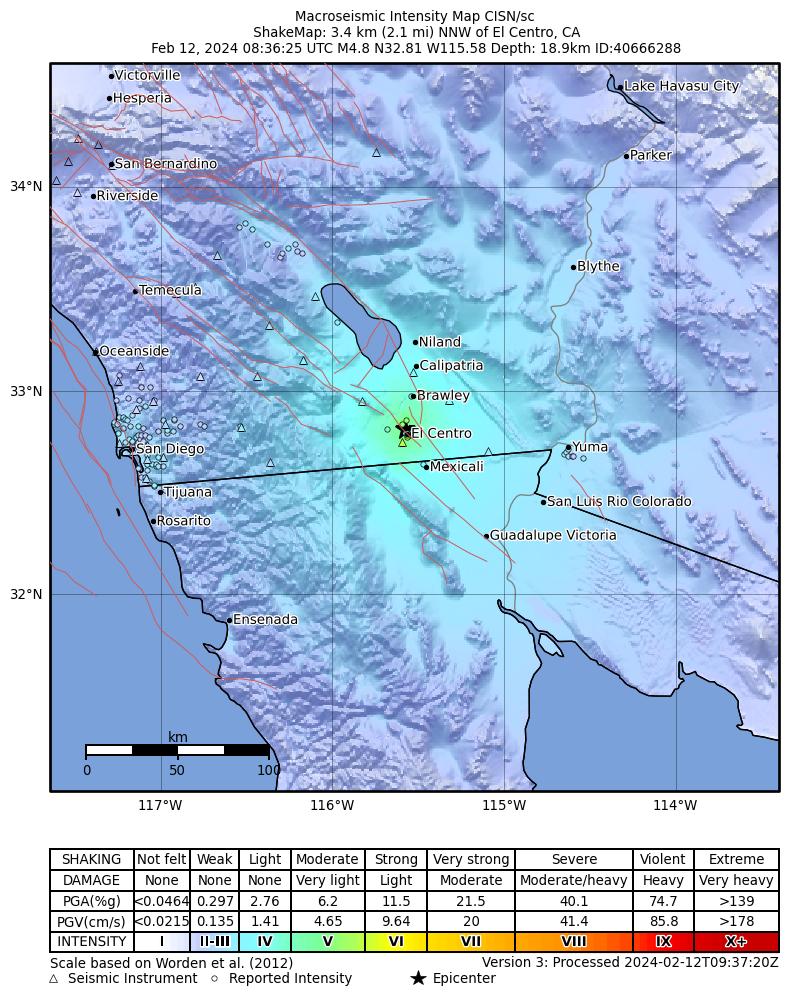 Macroseismic Intensity Map CISN/sc
ShakeMap: 3.4 km (2.1 mi) NNW of El Centro, CA
Feb 12, 2024 08:36:25 UTC M4.8 N32.81 W115.58 Depth: 18.9km ID:40666288
Victorville
Lake Havasu City
Hesperia
San Bernardino
Parker
34°N
Riverside
Blythe
Temecula
Niland
Oceanside
Calipatria
33°N
Brawley
El Centro
San Diego
Yuma
Mexicali
Tijuana
San Luis Rio Colorado
Rosarito
Guadalupe Victoria
32°N
Ensenada
km
0 50 100
117°W 116°W 115°W 114°W
SHAKING Not felt Weak Light Moderate Strong Very strong Severe Violent Extreme
DAMAGE None None None Very light Light Moderate Moderate/heavy Heavy Very heavy
PGA(%g) <0.0464 0.297 2.76 6.2 11.5 21.5 40.1 74.7 >139
PGV(cm/s) <0.0215 0.135 1.41 4.65 9.64 20 41.4 85.8 >178
INTENSITY I II-III IV V VI VII VIII IX X+
Scale based on Worden et al. (2012) Version 3: Processed 2024-02-12T09:37:20Z
△ Seismic Instrument ○ Reported Intensity ★ Epicenter